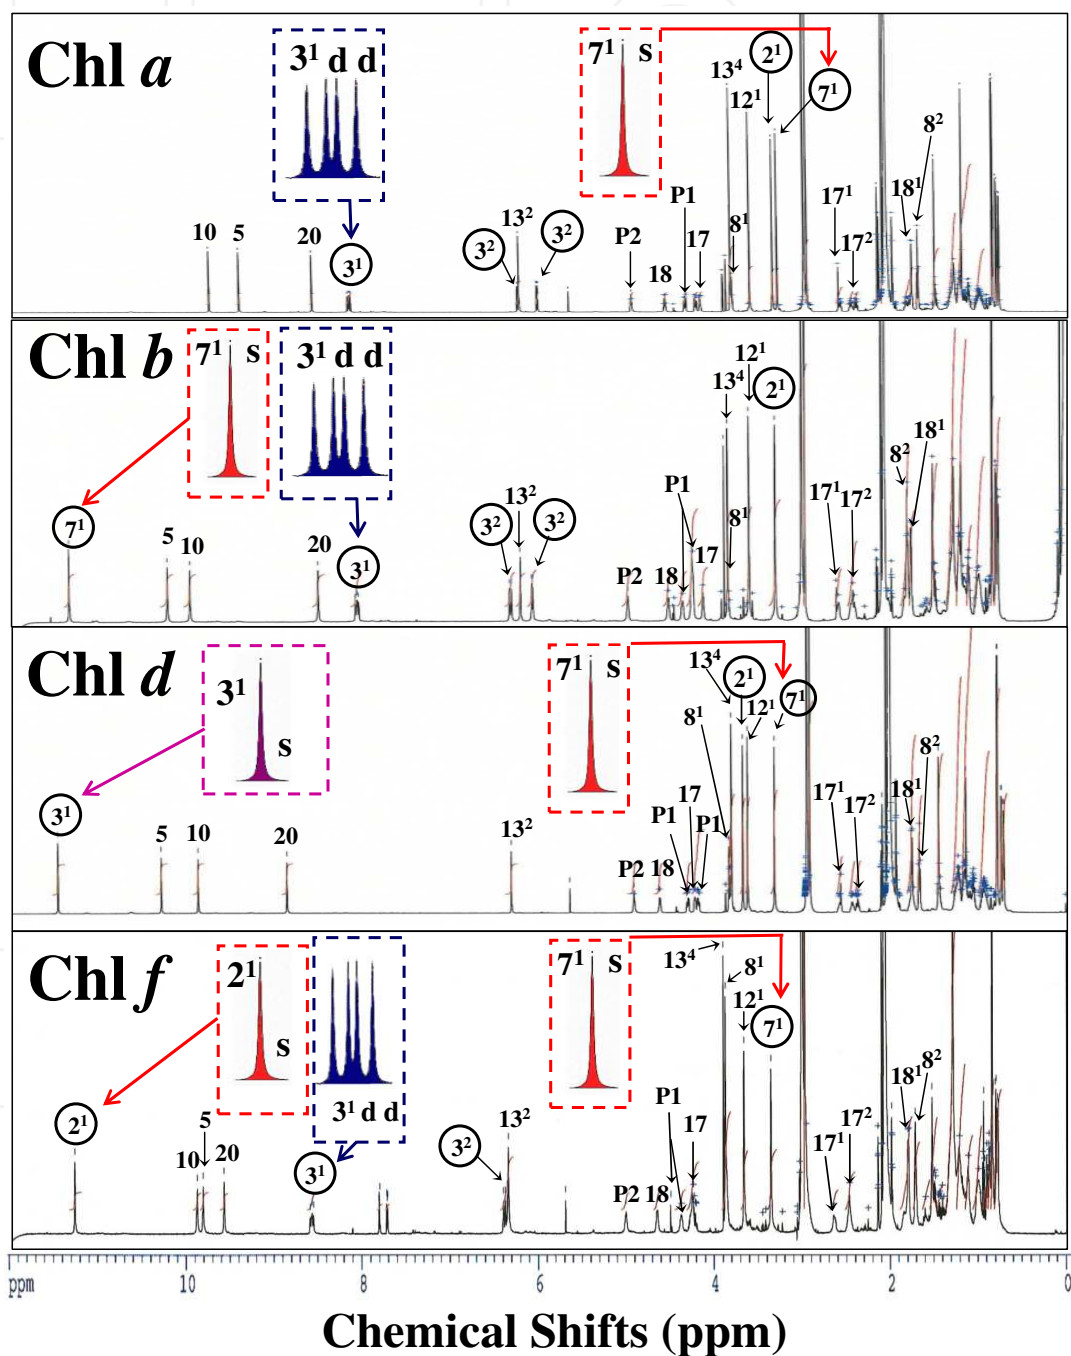 Chl a
3¹ d d
7¹ s
2¹
13⁴
12¹
7¹
8²
10
5
20
3¹
3²
13²
3²
P2
18
P1
17
8¹
17¹
17²
18¹
Chl b
7¹ s
3¹ d d
12¹
13⁴
2¹
18¹
8²
7¹
5
10
20
3¹
3²
13²
3²
P1
8¹
17
P2
18
17¹
17²
Chl d
3¹
s
7¹ s
13⁴
2¹
12¹
7¹
8¹
3¹
5
10
20
13²
P2
18
P1
17
P1
17¹
17²
18¹
8²
Chl f
2¹
s
3¹ d d
7¹ s
13⁴
8¹
12¹
7¹
2¹
10
5
20
3¹
3²
13²
P2
18
P1
17
17¹
17²
18¹
8²
ppm 10 8 6 4 2 0
Chemical Shifts (ppm)